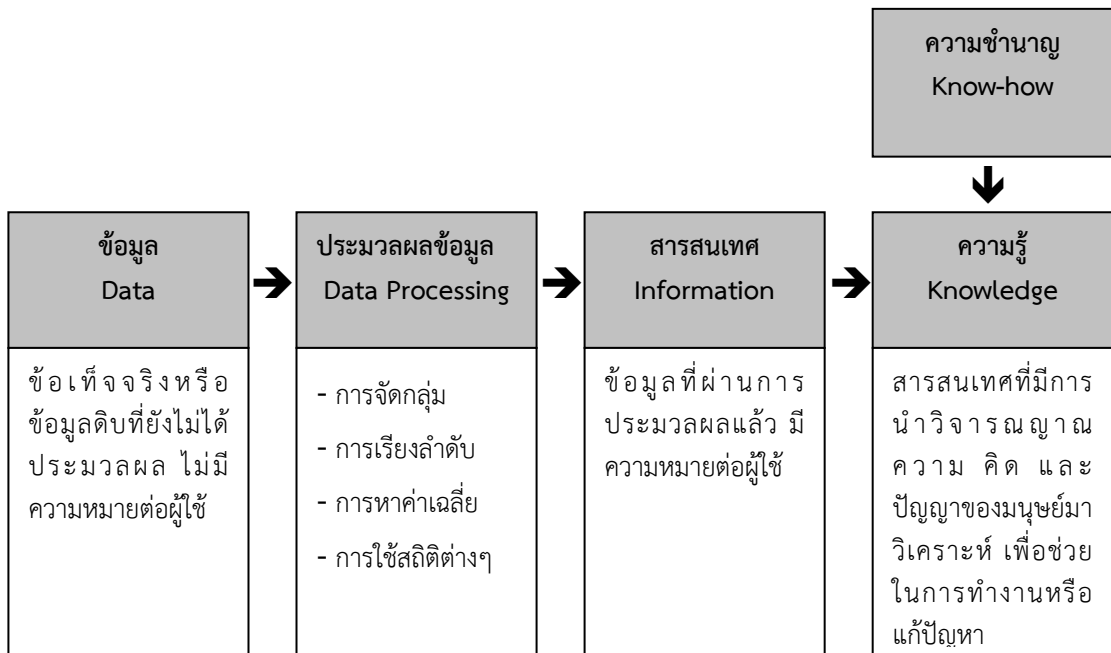 ความชำนาญ
Know-how
ข้อมูล
Data
ข้อเท็จจริงหรือ
ข้อมูลดิบที่ยังไม่ได้
ประมวลผล ไม่มี
ความหมายต่อผู้ใช้
ประมวลผลข้อมูล
Data Processing
- การจัดกลุ่ม
- การเรียงลำดับ
- การหาค่าเฉลี่ย
- การใช้สถิติต่างๆ
สารสนเทศ
Information
ข้อมูลที่ผ่านการ
ประมวลผลแล้ว มี
ความหมายต่อผู้ใช้
ความรู้
Knowledge
สารสนเทศที่มีการ
นำวิจารณญาณ
ความ คิด และ
ปัญญาของมนุษย์มา
วิเคราะห์ เพื่อช่วย
ในการทำงานหรือ
แก้ปัญหา